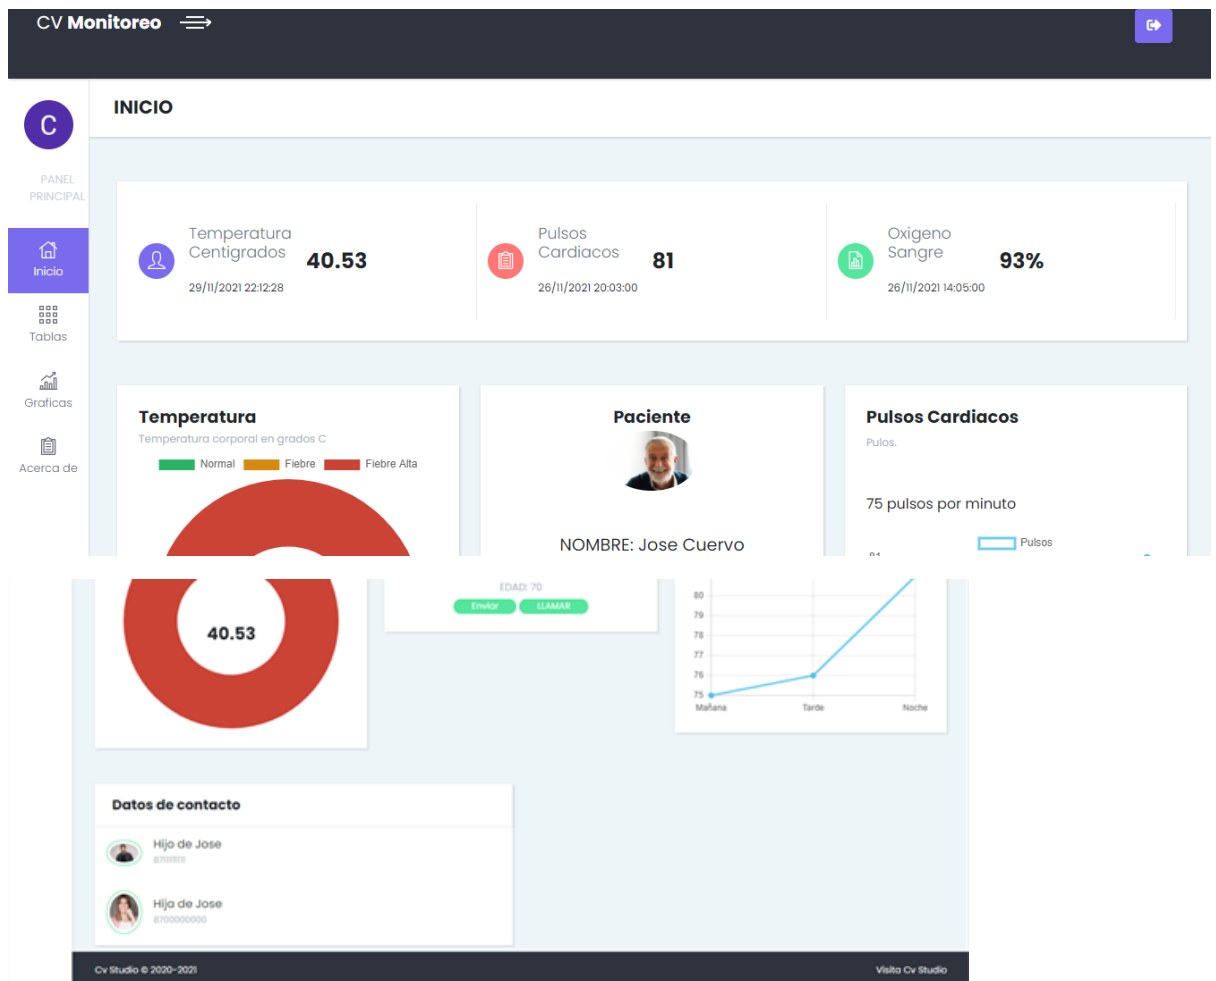 CV Monitoreo
C
INICIO
PANEL
PRINCIPAL
Inicio
Tablas
Graficas
Acerca de
Temperatura
Centigrados
40.53
29/11/2021 22:12:28
Pulsos
Cardiacos
81
26/11/2021 20:03:00
Oxigeno
Sangre
93%
26/11/2021 14:05:00
Temperatura
Temperatura corporal en grados C
Normal Fiebre Fiebre Alta
Paciente
NOMBRE: Jose Cuervo
Pulsos Cardiacos
Pulos.
75 pulsos por minuto
Pulsos
81
40.53
EDAD: 70
Enviar LLAMAR
80
79
78
77
76
75
Mañana Tarde Noche
Datos de contacto
Hijo de Jose
Hija de Jose
8700000000
Cv Studio © 2020-2021
Visita Cv Studio